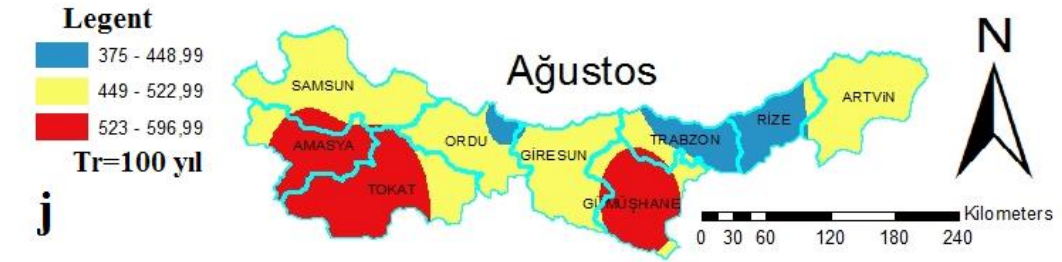 Legent
375 - 448,99
449 - 522,99
523 - 596,99
Tr=100 yıl
j
Ağustos
N
SAMSUN
AMASYA
TOKAT
ORDU
GİRESUN
GÜMÜŞHANE
TRABZON
RİZE
ARTVİN
Kilometers
0 30 60 120 180 240